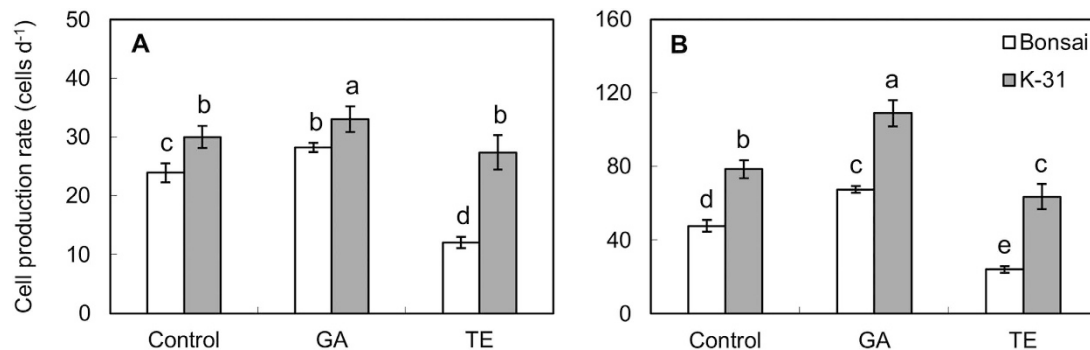 Cell production rate (cells d⁻¹)
50
40
30
20
10
0
A
c
b
b
a
d
b
Control
GA
TE
160
120
80
40
0
B
Bonsai
K-31
d
b
c
a
e
c
Control
GA
TE